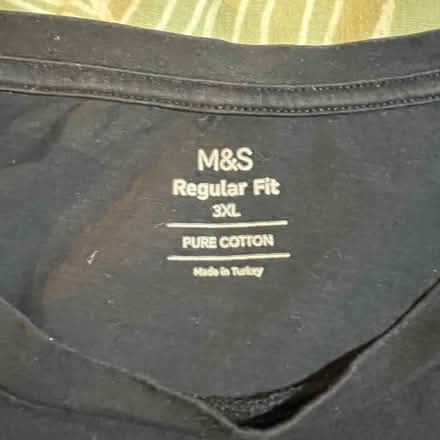 M&S
Regular Fit
3XL
PURE COTTON
Made in Turkey